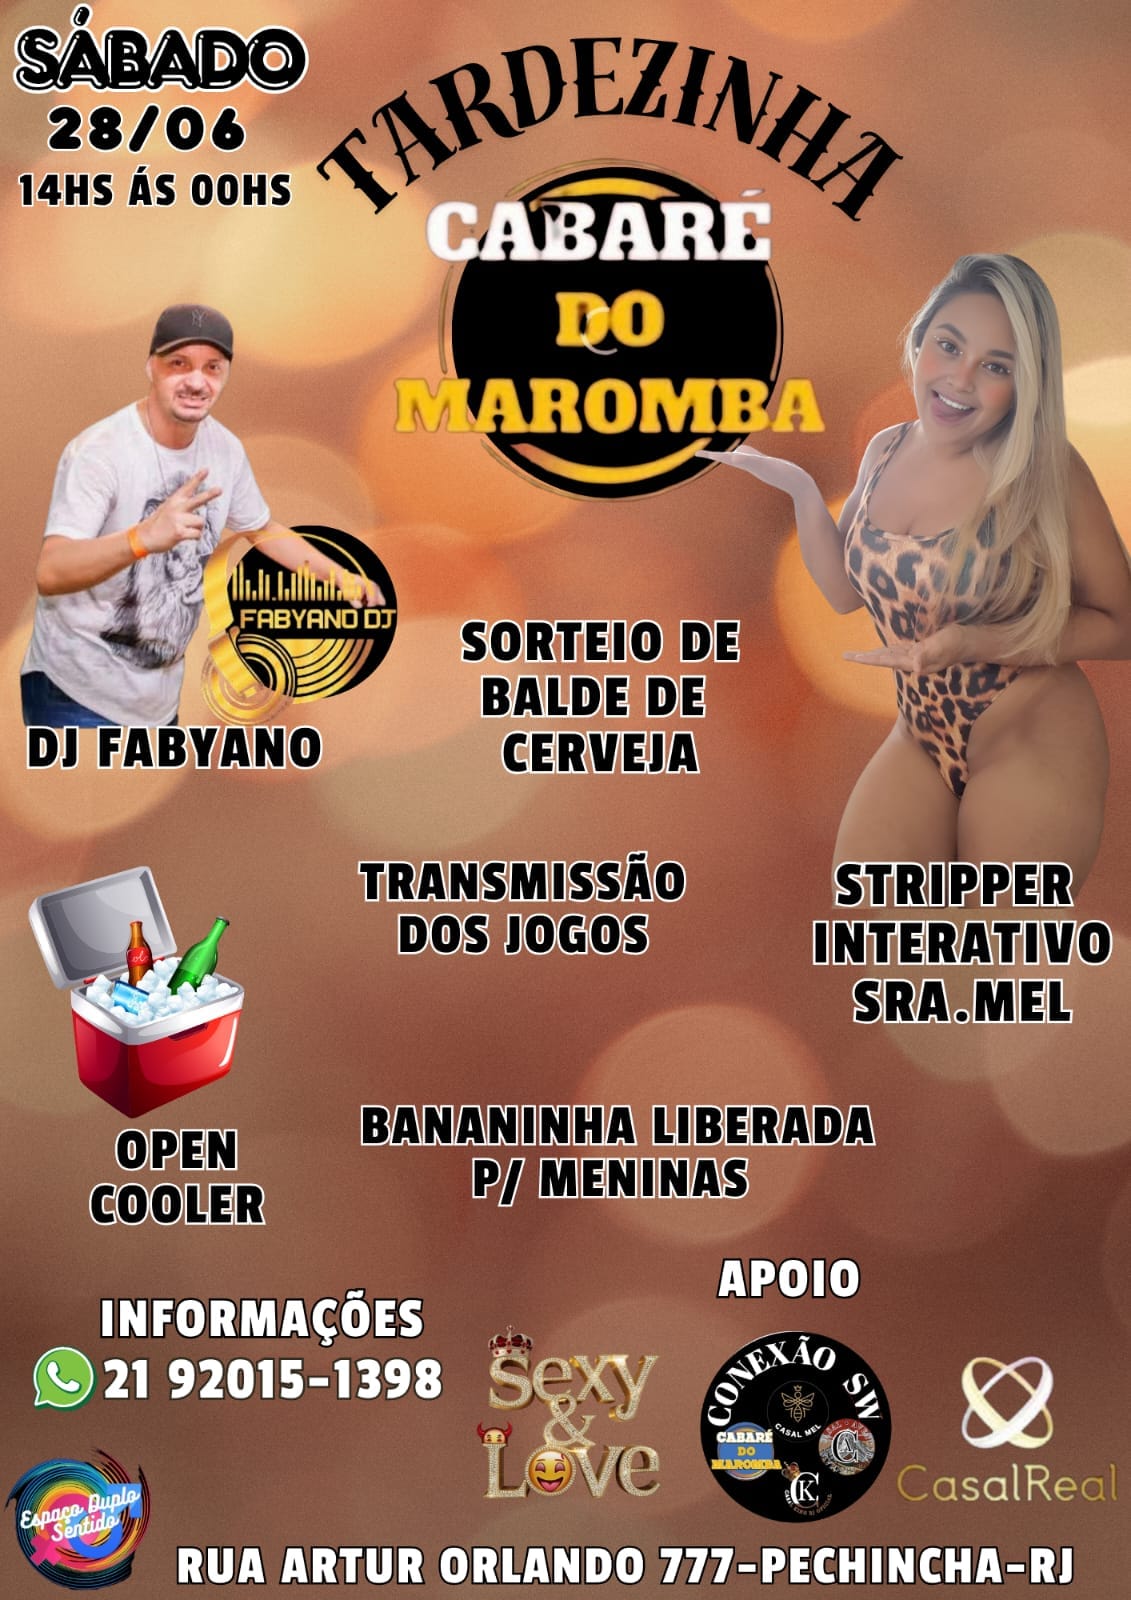 SÁBADO
28/06
14HS ÁS 00HS
TARDEZINHA
CABARÉ
DO
MAROMBA
FABYANO DJ
DJ FABYANO
SORTEIO DE
BALDE DE
CERVEJA
TRANSMISSÃO
DOS JOGOS
STRIPPER
INTERATIVO
SRA.MEL
OPEN
COOLER
BANANINHA LIBERADA
P/ MENINAS
APOIO
INFORMAÇÕES
21 92015-1398
Sexy
&
Love
CONEXÃO SW
CASAL MEL
CABARÉ
DO
MAROMBA
CK
CasalReal
Espaço Duplo
Sentido
RUA ARTUR ORLANDO 777-PECHINCHA-RJ